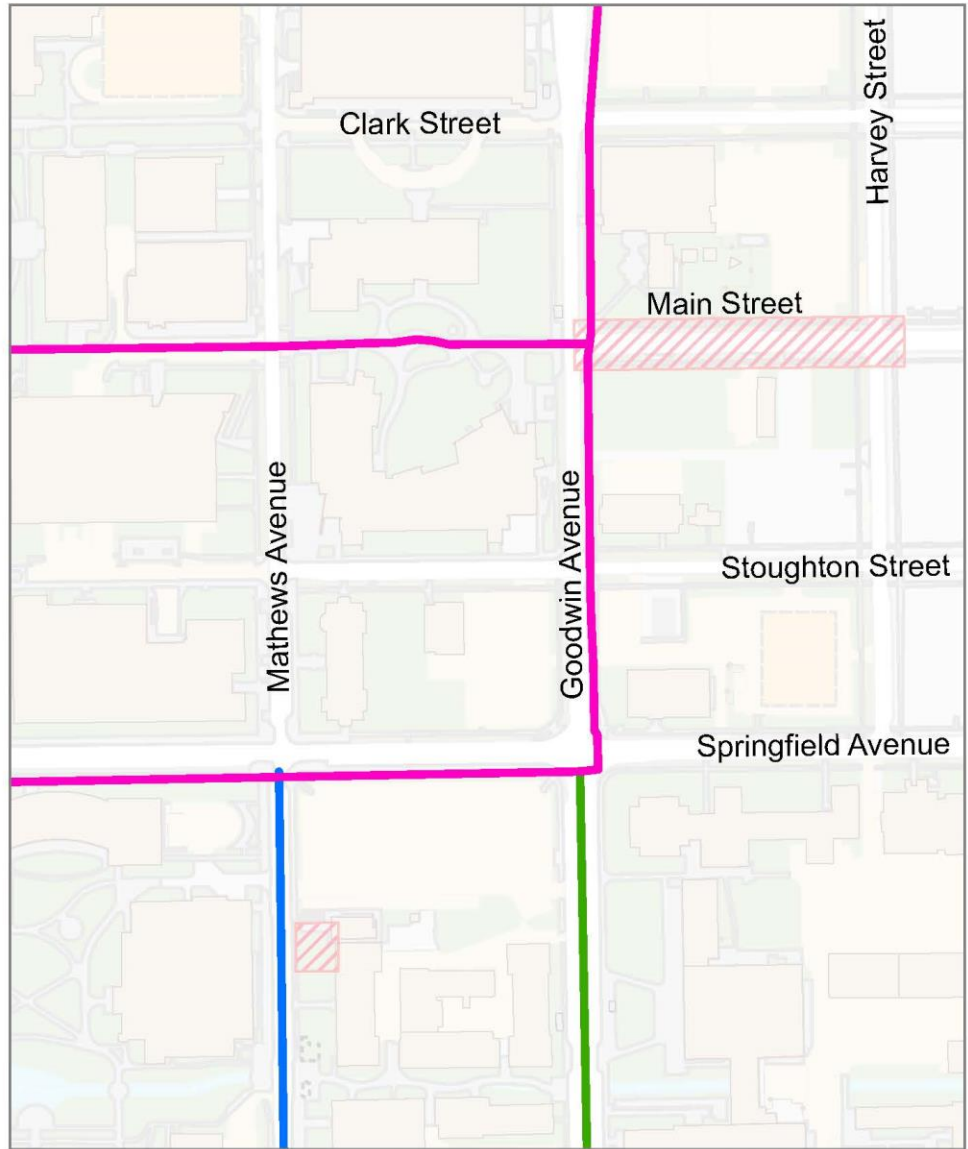 Clark Street
Harvey Street
Main Street
Mathews Avenue
Goodwin Avenue
Stoughton Street
Springfield Avenue